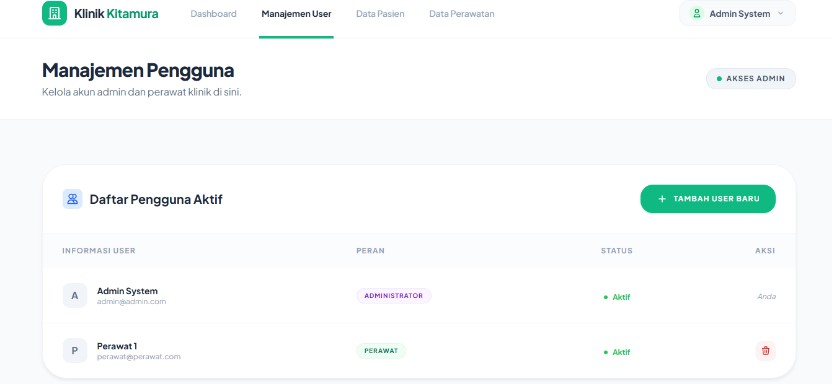 Klinik Kitamura
Dashboard
Manajemen User
Data Pasien
Data Perawatan
Admin System
Manajemen Pengguna
Kelola akun admin dan perawat klinik di sini.
AKSES ADMIN
Daftar Pengguna Aktif
TAMBAH USER BARU
INFORMASI USER
PERAN
STATUS
AKSI
A
Admin System
admin@admin.com
ADMINISTRATOR
Aktif
Anda
P
Perawat 1
perawat@perawat.com
PERAWAT
Aktif